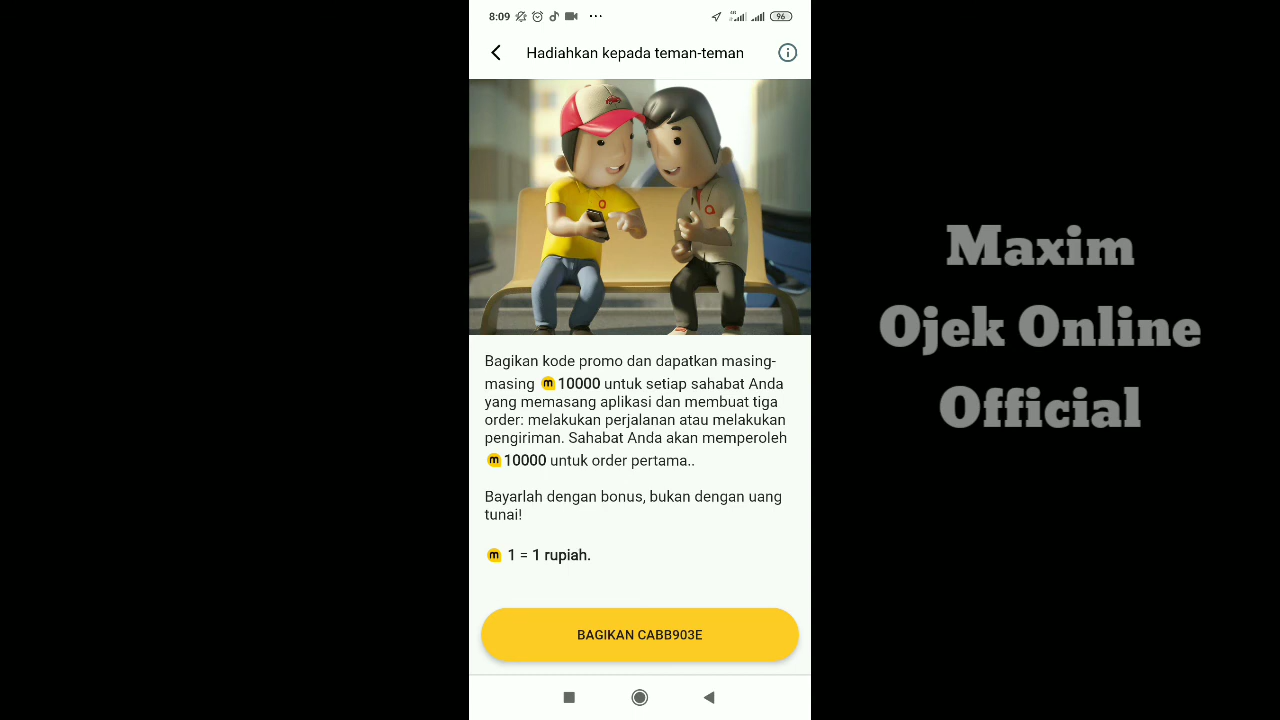 8:09
96
Hadiahkan kepada teman-teman
Bagikan kode promo dan dapatkan masing-
masing m 10000 untuk setiap sahabat Anda
yang memasang aplikasi dan membuat tiga
order: melakukan perjalanan atau melakukan
pengiriman. Sahabat Anda akan memperoleh
m 10000 untuk order pertama..
Bayarlah dengan bonus, bukan dengan uang
tunai!
m 1 = 1 rupiah.
BAGIKAN CABB903E
Maxim
Ojek Online
Official